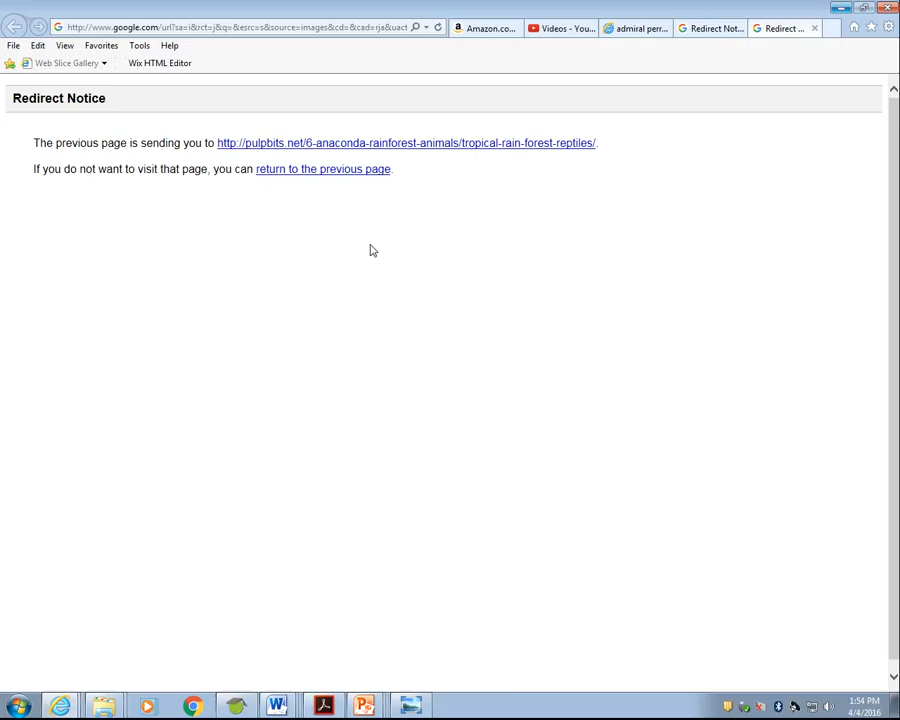 http://www.google.com/url?sa=i&rct=j&q=&esrc=s&source=images&cd=&cad=rja&uact
Amazon.co...
Videos - You...
admiral perr...
Redirect Not...
Redirect ...
File Edit View Favorites Tools Help
Web Slice Gallery
Wix HTML Editor
Redirect Notice
The previous page is sending you to http://pulpbits.net/6-anaconda-rainforest-animals/tropical-rain-forest-reptiles/.
If you do not want to visit that page, you can return to the previous page.
1:54 PM
4/4/2016